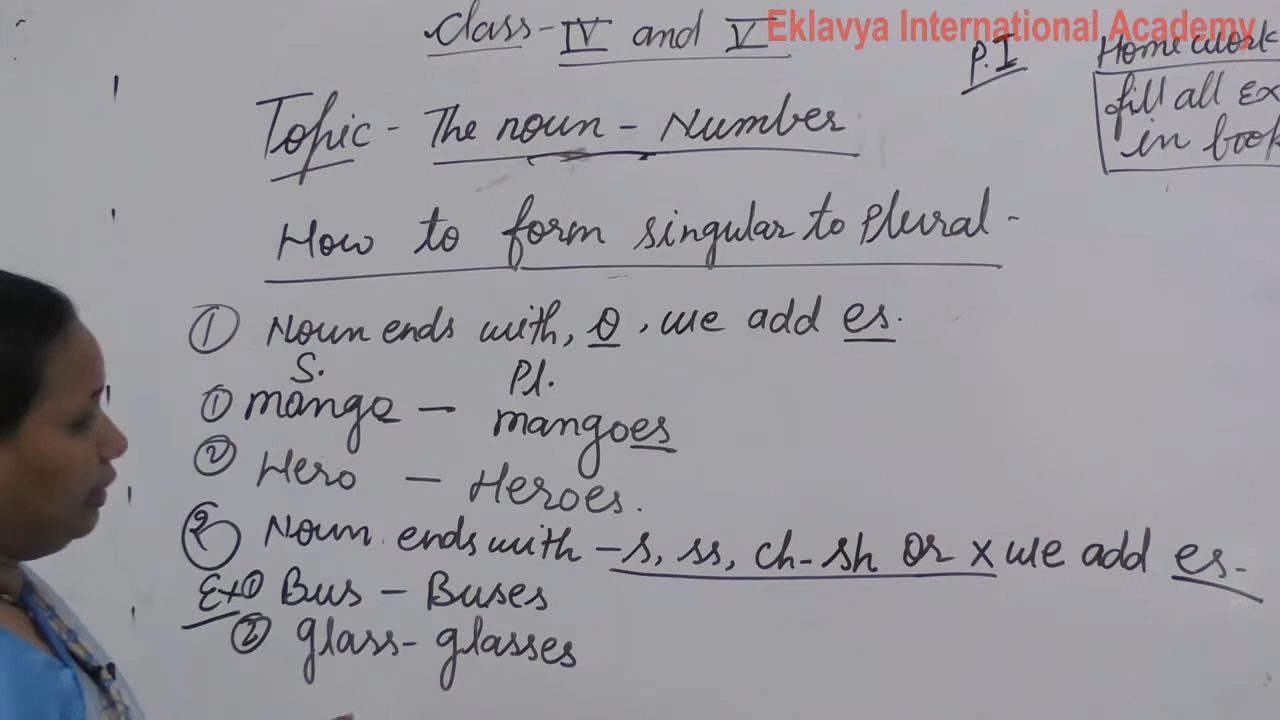 Eklavya International Academy
Class-IV and V
P.I
Homework
fill all Ex
in book
Topic - The noun - Number
How to form singular to Plural -
① Noun ends with, o, we add es.
S. Pl.
① mango - mangoes
② Hero - Heroes.
② Noun ends with - s, ss, ch - sh or x we add es -
Ex① Bus - Buses
② glass - glasses